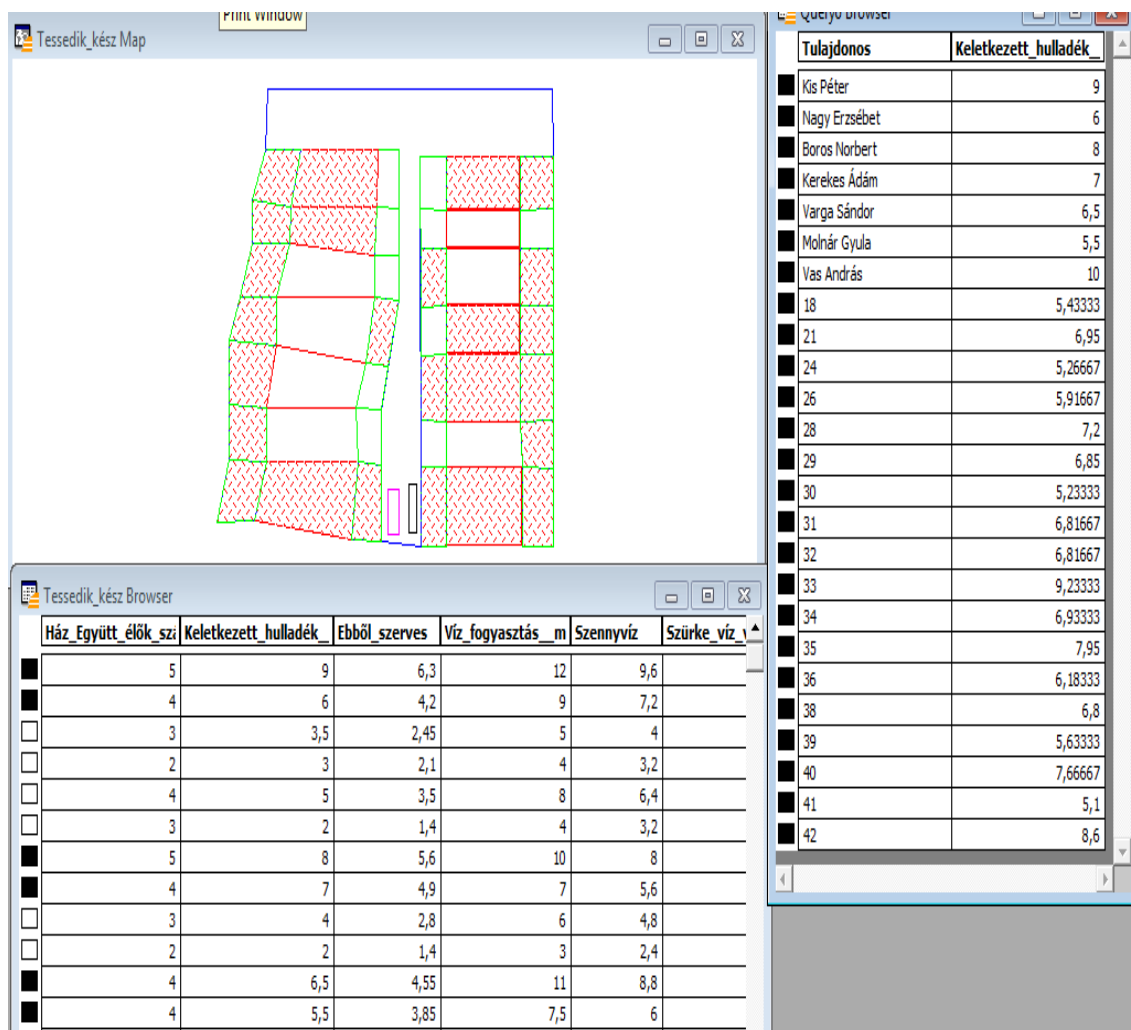 Print Window
Tessedik_kész Map
Browser
Tulajdonos Keletkezett_hulladék_
Kis Péter 9
Nagy Erzsébet 6
Boros Norbert 8
Kerekes Ádám 7
Varga Sándor 6,5
Molnár Gyula 5,5
Vas András 10
18 5,43333
21 6,95
24 5,26667
26 5,91667
28 7,2
29 6,85
30 5,23333
31 6,81667
32 6,81667
33 9,23333
34 6,93333
35 7,95
36 6,18333
38 6,8
39 5,63333
40 7,66667
41 5,1
42 8,6
Tessedik_kész Browser
Ház_Együtt_élők_szá Keletkezett_hulladék_ Ebből_szerves Víz_fogyasztás__m Szennyvíz Szürke_víz_v
5 9 6,3 12 9,6
4 6 4,2 9 7,2
3 3,5 2,45 5 4
2 3 2,1 4 3,2
4 5 3,5 8 6,4
3 2 1,4 4 3,2
5 8 5,6 10 8
4 7 4,9 7 5,6
3 4 2,8 6 4,8
2 2 1,4 3 2,4
4 6,5 4,55 11 8,8
4 5,5 3,85 7,5 6